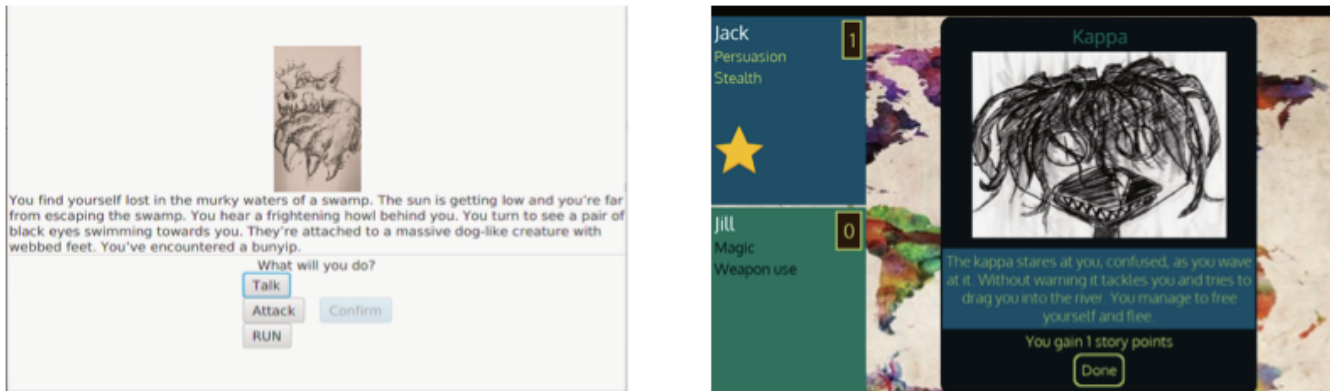 You find yourself lost in the murky waters of a swamp. The sun is getting low and you're far
from escaping the swamp. You hear a frightening howl behind you. You turn to see a pair of
black eyes swimming towards you. They're attached to a massive dog-like creature with
webbed feet. You've encountered a bunyip.
What will you do?
Talk
Attack
Confirm
RUN
Jack
1
Persuasion
Stealth
Jill
0
Magic
Weapon use
Kappa
The kappa stares at you, confused, as you wave
at it. Without warning it tackles you and tries to
drag you into the river. You manage to free
yourself and flee
You gain 1 story points
Done